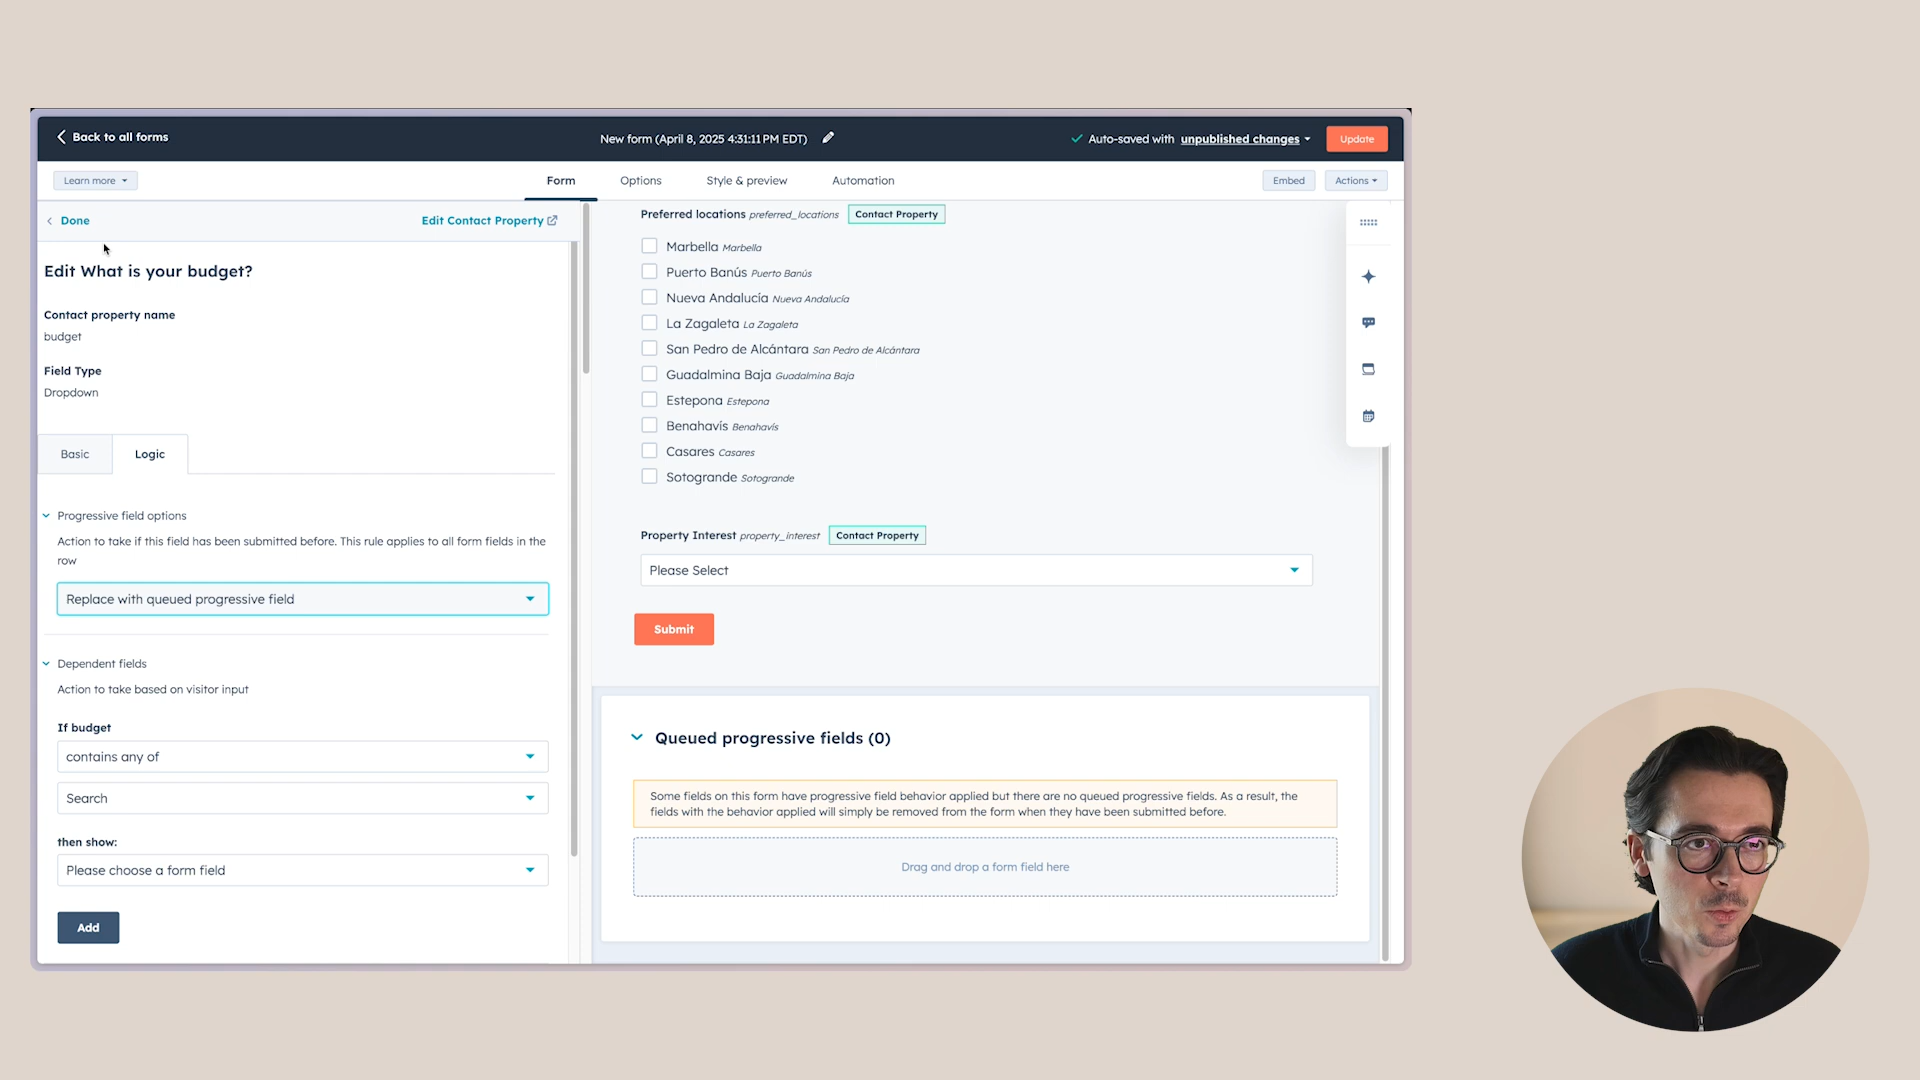 Back to all forms
New form (April 8, 2025 4:31:11 PM EDT)
Auto-saved with unpublished changes
Update
Learn more
Form
Options
Style & preview
Automation
Embed
Actions
Done
Edit Contact Property
Edit What is your budget?
Contact property name
budget
Field Type
Dropdown
Basic
Logic
Progressive field options
Action to take if this field has been submitted before. This rule applies to all form fields in the
row
Replace with queued progressive field
Dependent fields
Action to take based on visitor input
If budget
contains any of
Search
then show:
Please choose a form field
Add
Preferred locations preferred_locations Contact Property
Marbella Marbella
Puerto Banús Puerto Banús
Nueva Andalucía Nueva Andalucía
La Zagaleta La Zagaleta
San Pedro de Alcántara San Pedro de Alcántara
Guadalmina Baja Guadalmina Baja
Estepona Estepona
Benahavís Benahavís
Casares Casares
Sotogrande Sotogrande
Property Interest property_interest Contact Property
Please Select
Submit
Queued progressive fields (0)
Some fields on this form have progressive field behavior applied but there are no queued progressive fields. As a result, the
fields with the behavior applied will simply be removed from the form when they have been submitted before.
Drag and drop a form field here